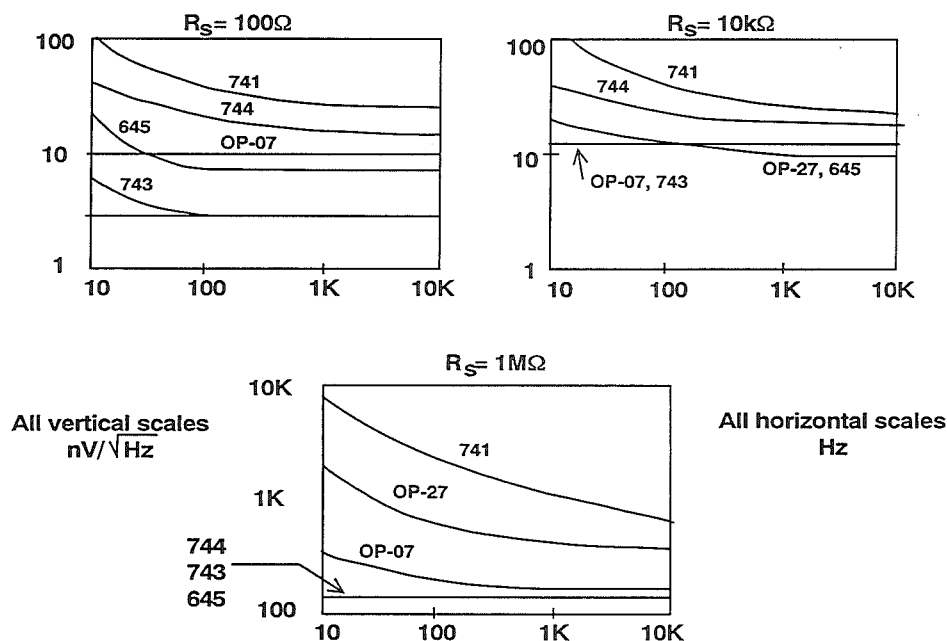 R_S = 100Ω
100
10
1
741
744
645
OP-07
743
10 100 1K 10K
R_S = 10kΩ
100
10
1
741
744
OP-07, 743
OP-27, 645
10 100 1K 10K
R_S = 1MΩ
10K
1K
100
741
OP-27
OP-07
744
743
645
10 100 1K 10K
All vertical scales
nV/√Hz
All horizontal scales
Hz